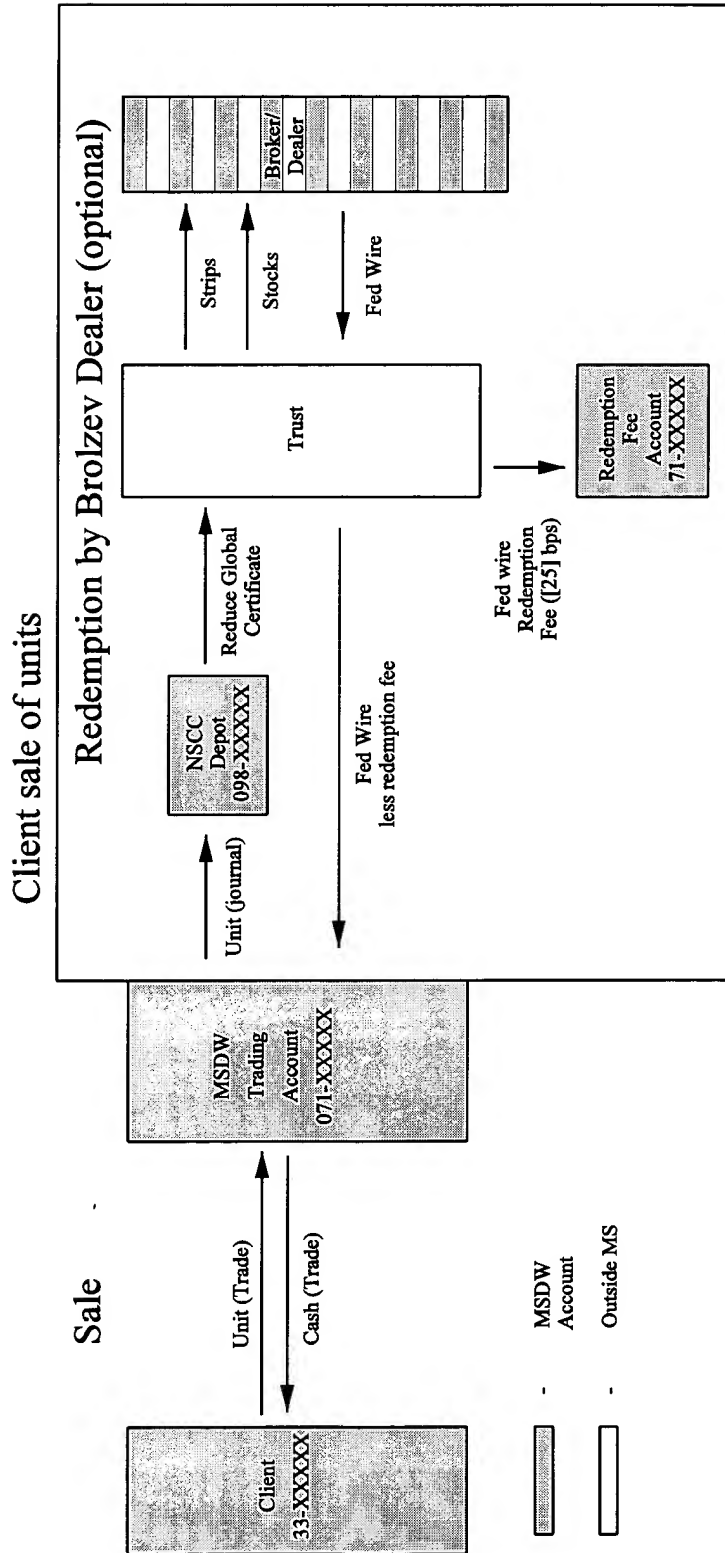 Client sale of units
Sale
Redemption by Brolzev Dealer (optional)
Client
33-XXXXX
Unit (Trade)
Cash (Trade)
MSDW
Trading
Account
071-XXXXX
Unit (journal)
NSCC
Depot
098-XXXXX
Reduce Global
Certificate
Fed Wire
less redemption fee
Trust
Strips
Stocks
Fed Wire
Broker/
Dealer
Fed wire
Redemption
Fee ([25] bps)
Redemption
Fee
Account
71-XXXXX
- MSDW
Account
- Outside MS